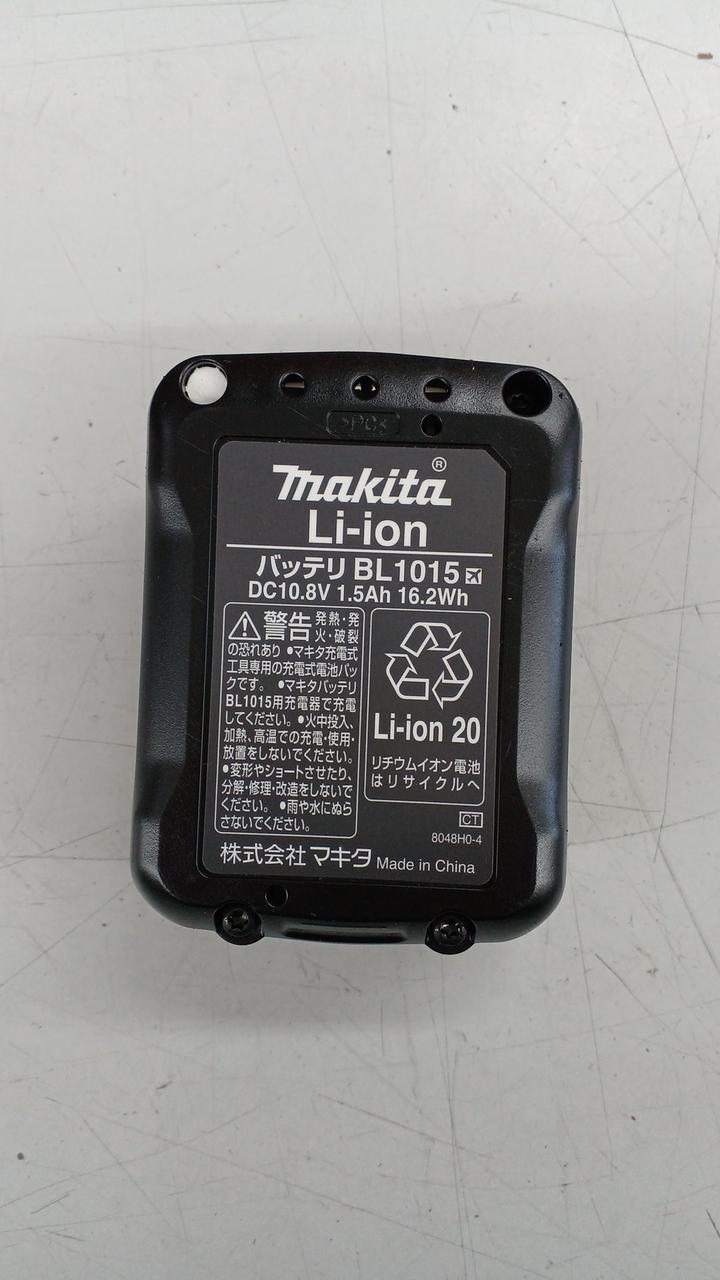 >PC<
makita®
Li-ion
バッテリ BL1015
DC10.8V 1.5Ah 16.2Wh
警告 発熱・発
火・破裂
の恐れあり ●マキタ充電式
工具専用の充電式電池パッ
クです。 ●マキタバッテリ
BL1015用充電器で充電
してください。 ●火中投入、
加熱、高温での充電・使用・
放置をしないでください。
●変形やショートさせたり、
分解・修理・改造をしないで
ください。 ●雨や水にぬら
さないでください。
Li-ion 20
リチウムイオン電池
はリサイクルへ
CT
8048H0-4
株式会社 マキタ Made in China